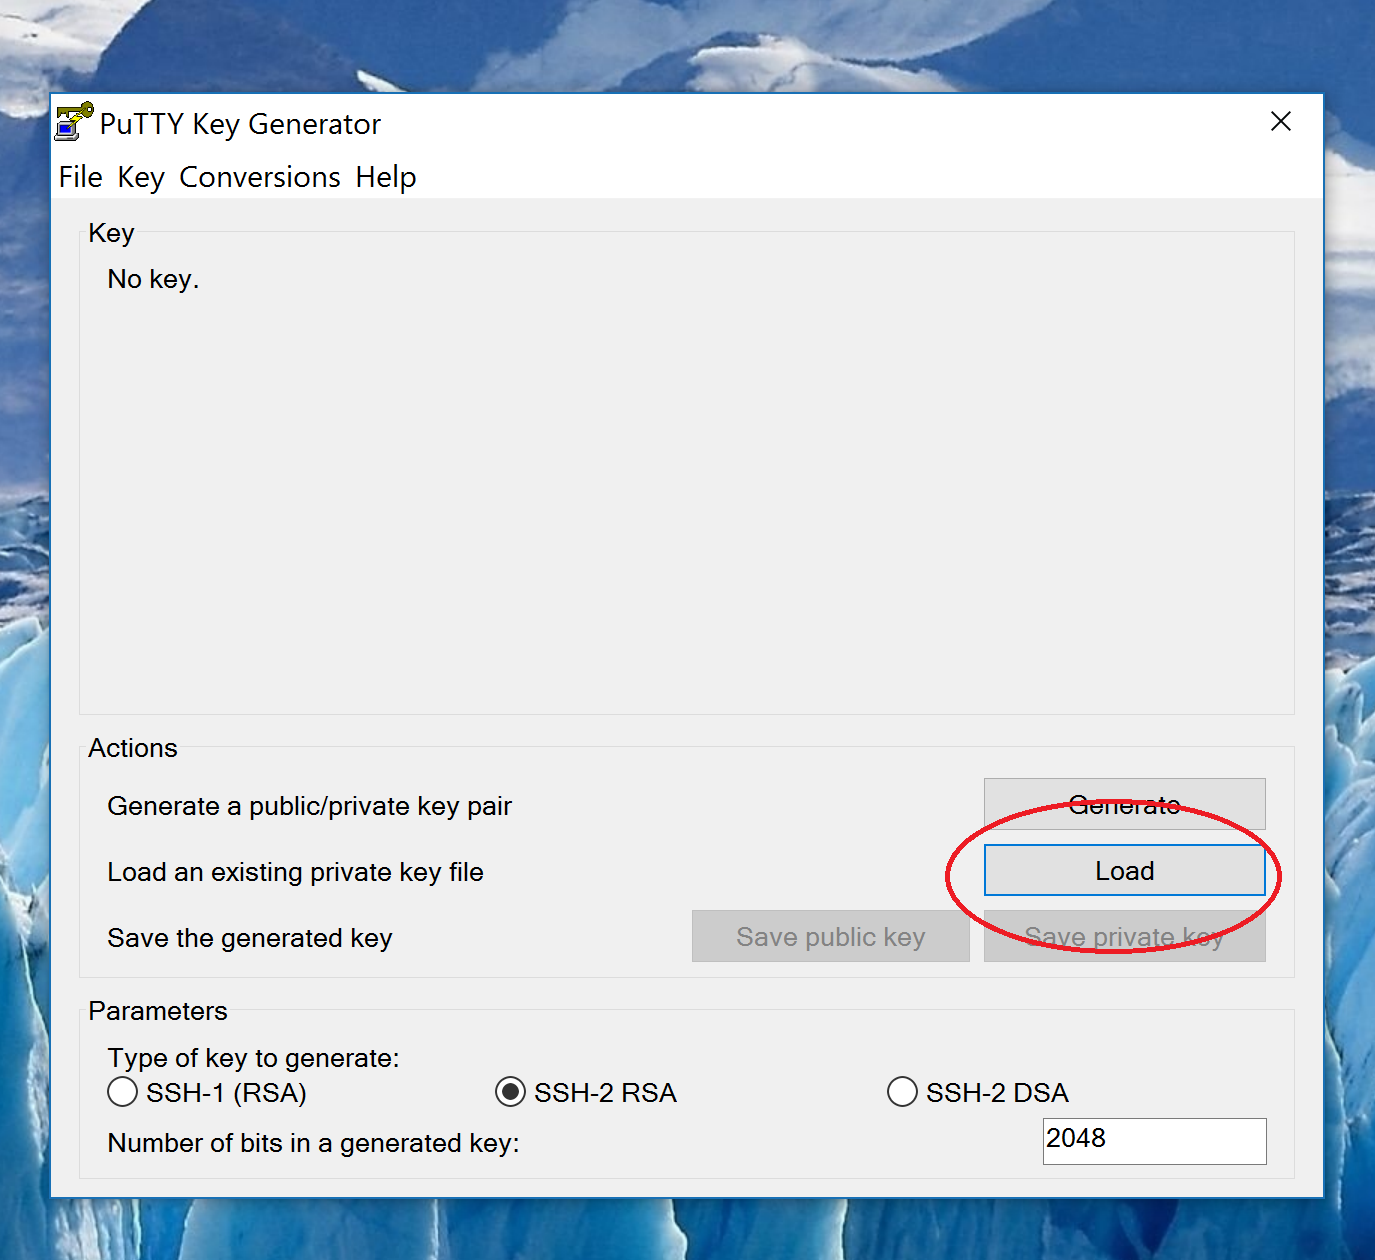 PuTTY Key Generator
File Key Conversions Help
Key
No key.
Actions
Generate a public/private key pair
Generate
Load an existing private key file
Load
Save the generated key
Save public key
Save private key
Parameters
Type of key to generate:
SSH-1 (RSA)
SSH-2 RSA
SSH-2 DSA
Number of bits in a generated key:
2048